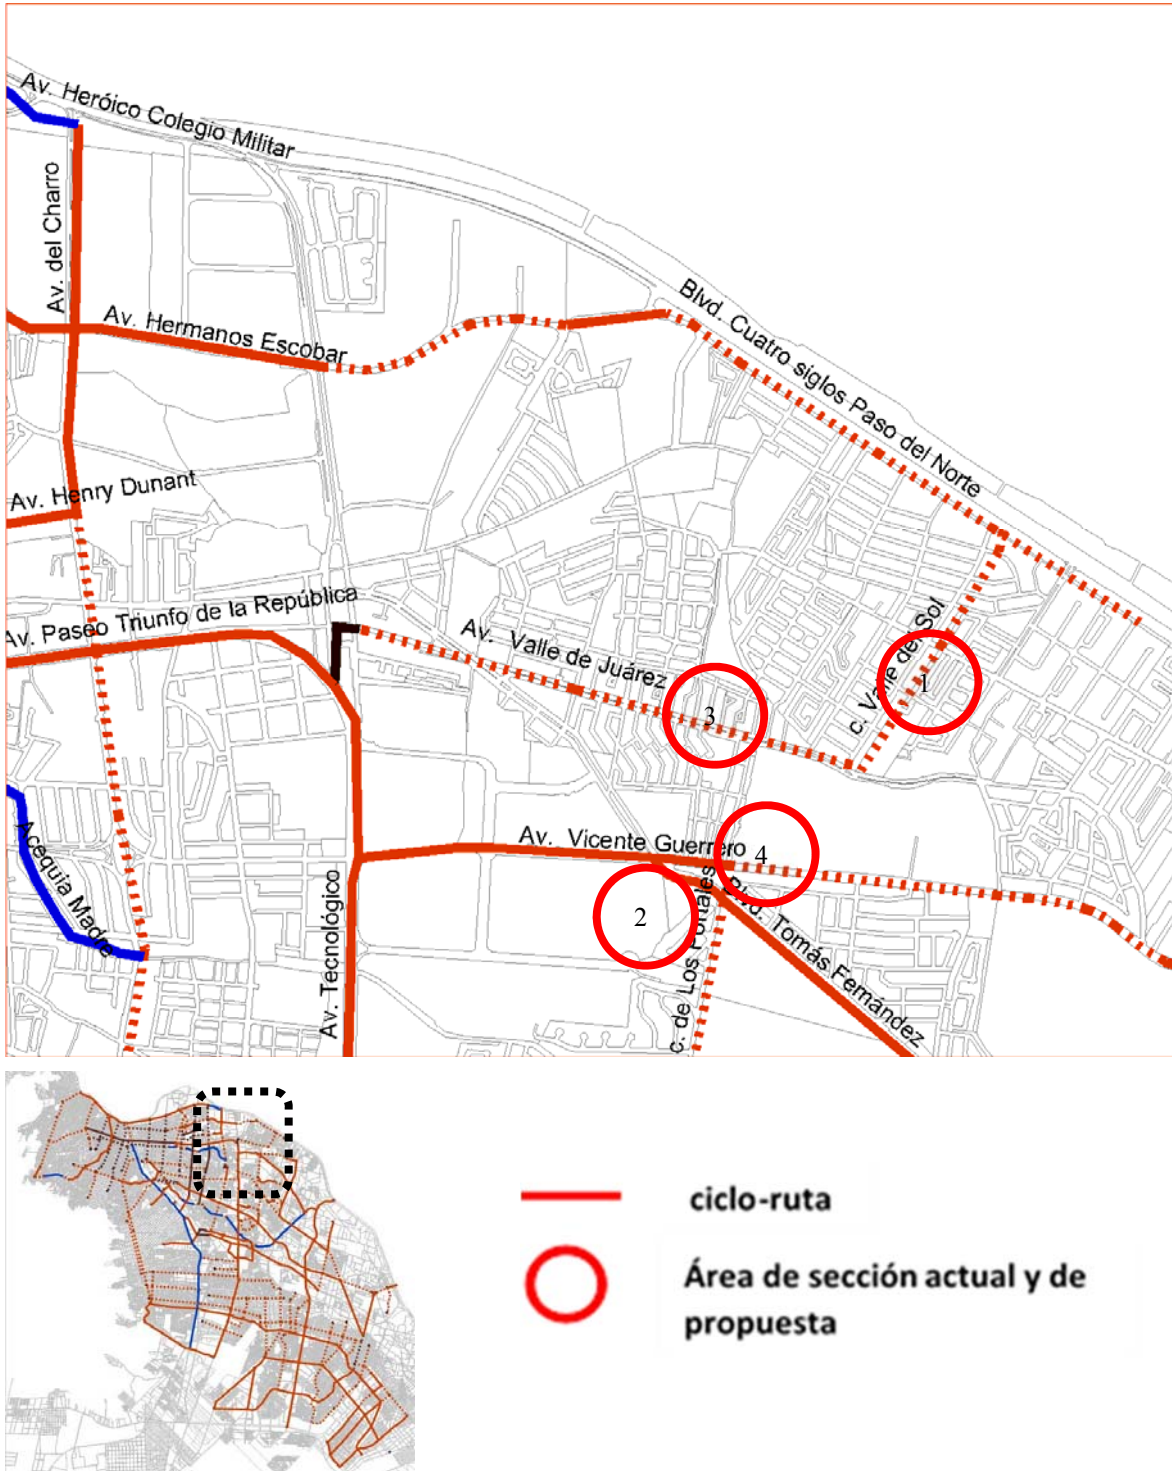 Av. Heróico Colegio Militar
Av. del Charro
Av. Hermanos Escobar
Blvd. Cuatro siglos Paso del Norte
Av. Henry Dunant
Av. Paseo Triunfo de la República
Av. Valle de Juárez
c. Valle del Sol
1
3
Av. Vicente Guerrero
4
2
Acequia Madre
Av. Tecnológico
c. de Los Portales
Blvd. Tomás Fernández
ciclo-ruta
Área de sección actual y de
propuesta